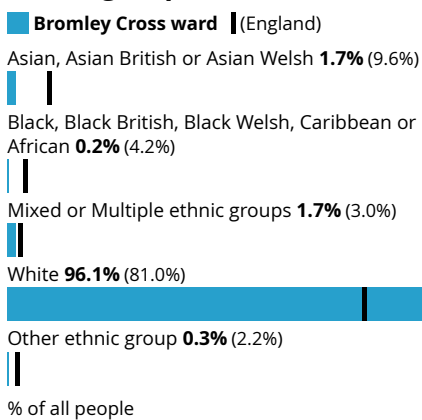 Bromley Cross ward (England)
Asian, Asian British or Asian Welsh 1.7% (9.6%)
Black, Black British, Black Welsh, Caribbean or
African 0.2% (4.2%)
Mixed or Multiple ethnic groups 1.7% (3.0%)
White 96.1% (81.0%)
Other ethnic group 0.3% (2.2%)
% of all people